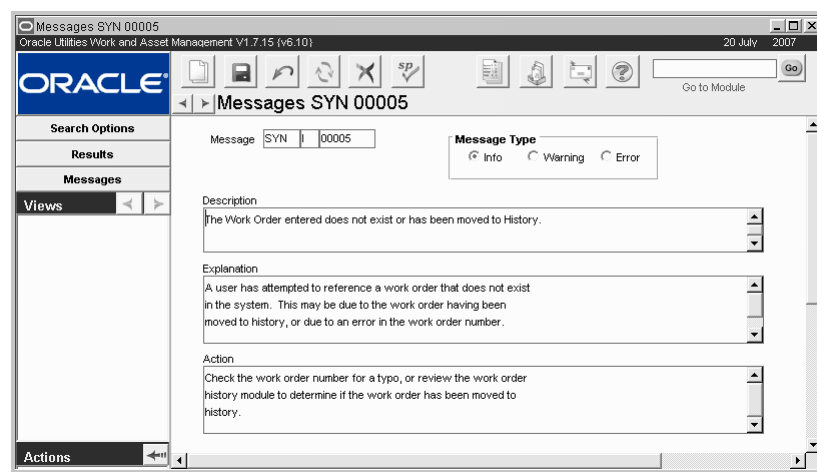 Messages SYN 00005
Oracle Utilities Work and Asset Management V1.7.15 {v6.10} 20 July 2007
ORACLE®
sp
Go
Go to Module
Messages SYN 00005
Search Options
Results
Messages
Views
Message SYN I 00005
Message Type
Info Warning Error
Description
The Work Order entered does not exist or has been moved to History.
Explanation
A user has attempted to reference a work order that does not exist
in the system. This may be due to the work order having been
moved to history, or due to an error in the work order number.
Action
Check the work order number for a typo, or review the work order
history module to determine if the work order has been moved to
history.
Actions